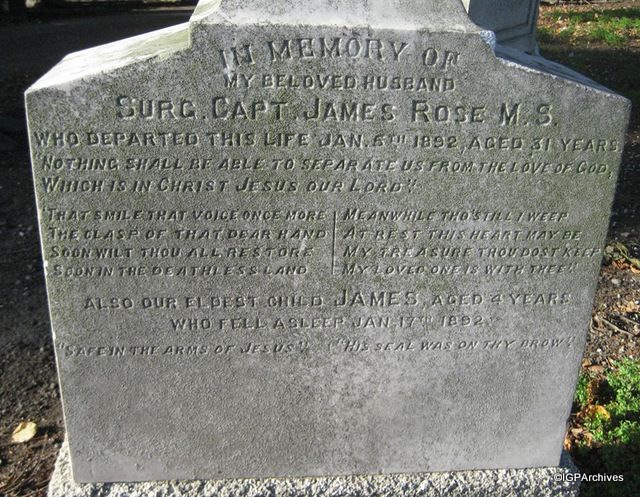 IN MEMORY OF
MY BELOVED HUSBAND
SURG. CAPT. JAMES ROSE M.S.
WHO DEPARTED THIS LIFE JAN. 5TH 1892, AGED 31 YEARS
NOTHING SHALL BE ABLE TO SEPARATE US FROM THE LOVE OF GOD,
WHICH IS IN CHRIST JESUS OUR LORD"
"THAT SMILE THAT VOICE ONCE MORE
THE CLASP OF THAT DEAR HAND
SOON WILT THOU ALL RESTORE
SOON IN THE DEATHLESS LAND
MEANWHILE THO' STILL I WEEP
AT REST THIS HEART MAY BE
MY TREASURE THOU DOST KEEP
MY LOVED ONE IS WITH THEE"
ALSO OUR ELDEST CHILD JAMES, AGED 4 YEARS
WHO FELL ASLEEP JAN. 17TH 1892.
"SAFE IN THE ARMS OF JESUS" "HIS SEAL WAS ON THY BROW"
©IGPArchives